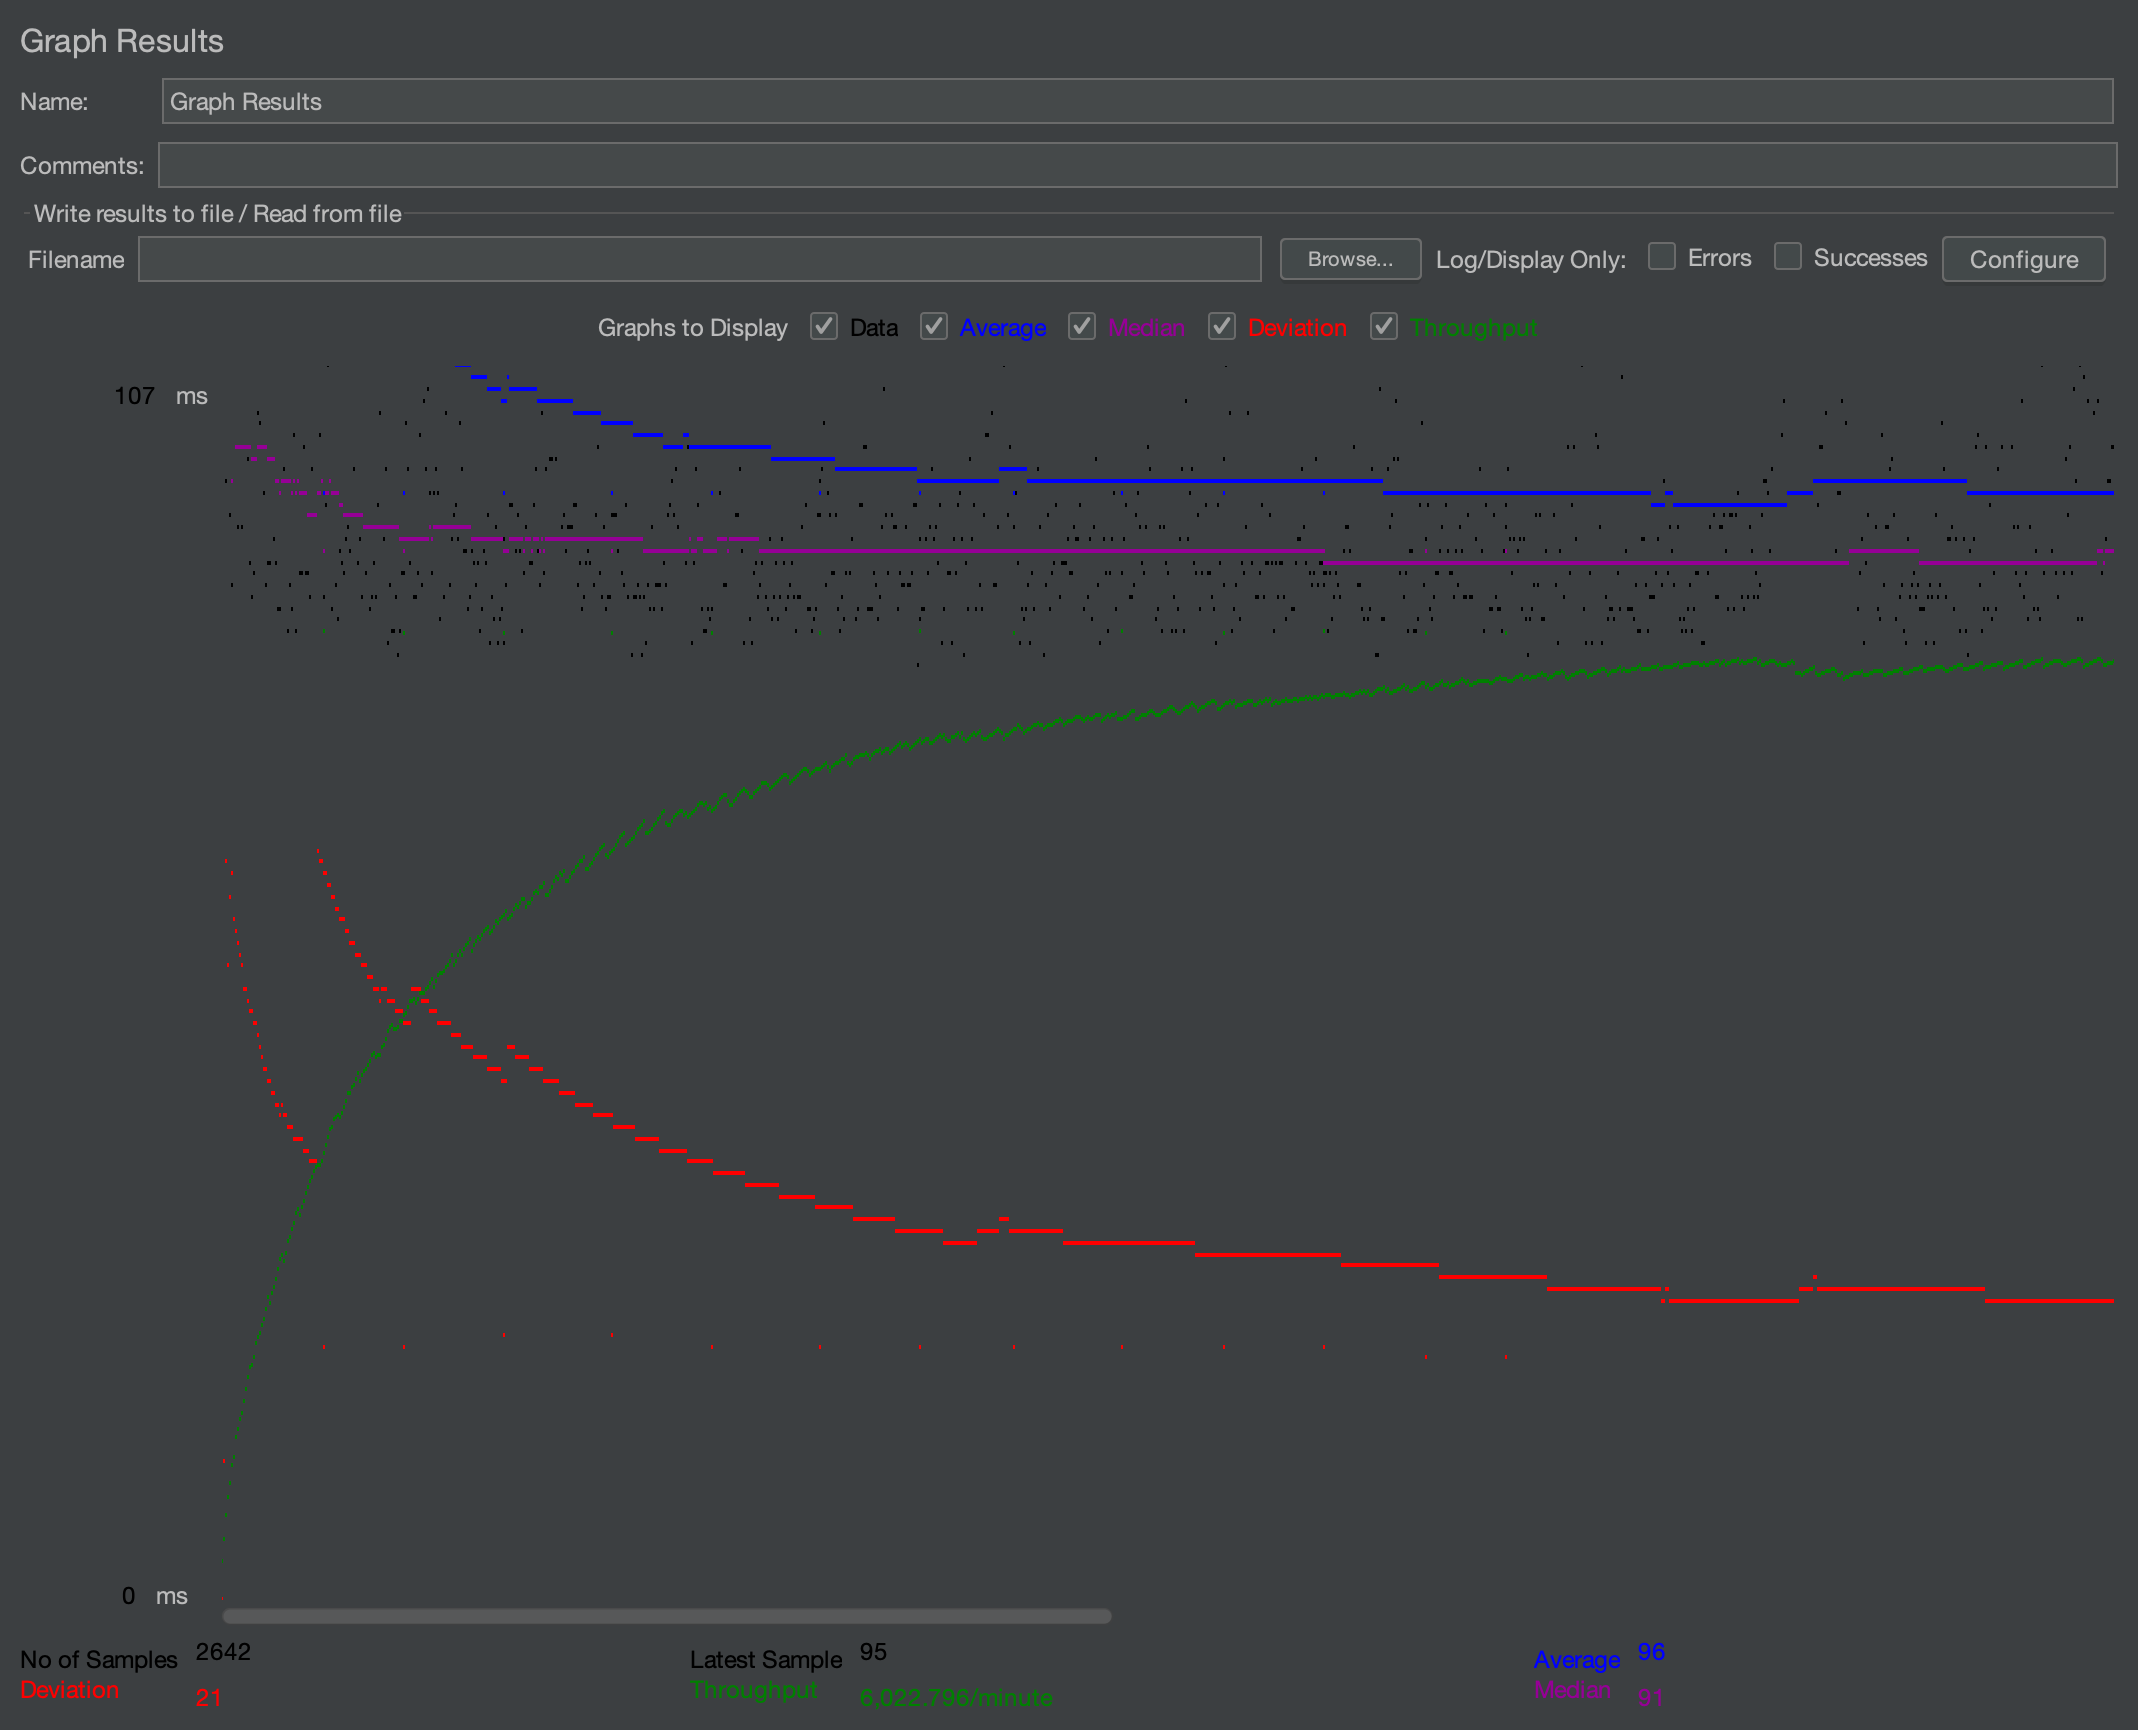 Graph Results
Name: Graph Results
Comments:
Write results to file / Read from file
Filename Browse... Log/Display Only: Errors Successes Configure
Graphs to Display Data Average Median Deviation Throughput
107 ms
0 ms
No of Samples 2642 Latest Sample 95 Average 96
Deviation 21 Throughput 6,022.796/minute Median 91